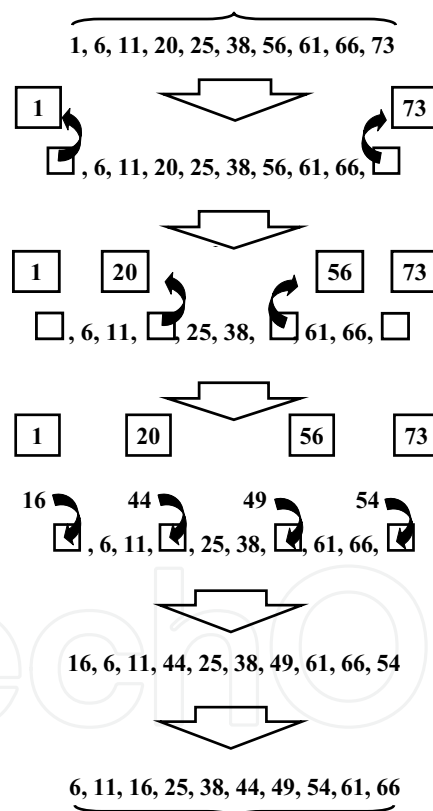 1, 6, 11, 20, 25, 38, 56, 61, 66, 73
1 73
, 6, 11, 20, 25, 38, 56, 61, 66,
1 20 56 73
, 6, 11, , 25, 38, , 61, 66,
1 20 56 73
16 44 49 54
, 6, 11, , 25, 38, , 61, 66,
16, 6, 11, 44, 25, 38, 49, 61, 66, 54
6, 11, 16, 25, 38, 44, 49, 54, 61, 66
echO